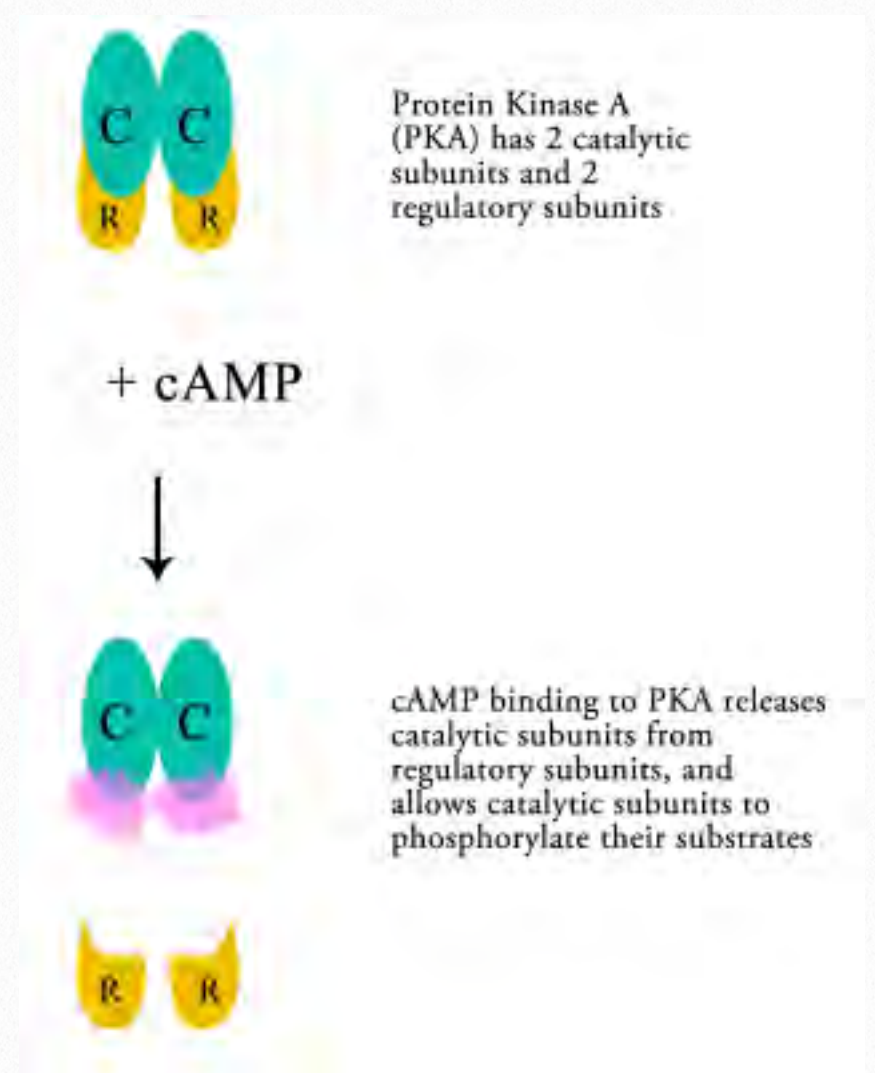 C C
R R
Protein Kinase A
(PKA) has 2 catalytic
subunits and 2
regulatory subunits
+ cAMP
C C
cAMP binding to PKA releases
catalytic subunits from
regulatory subunits, and
allows catalytic subunits to
phosphorylate their substrates
R R